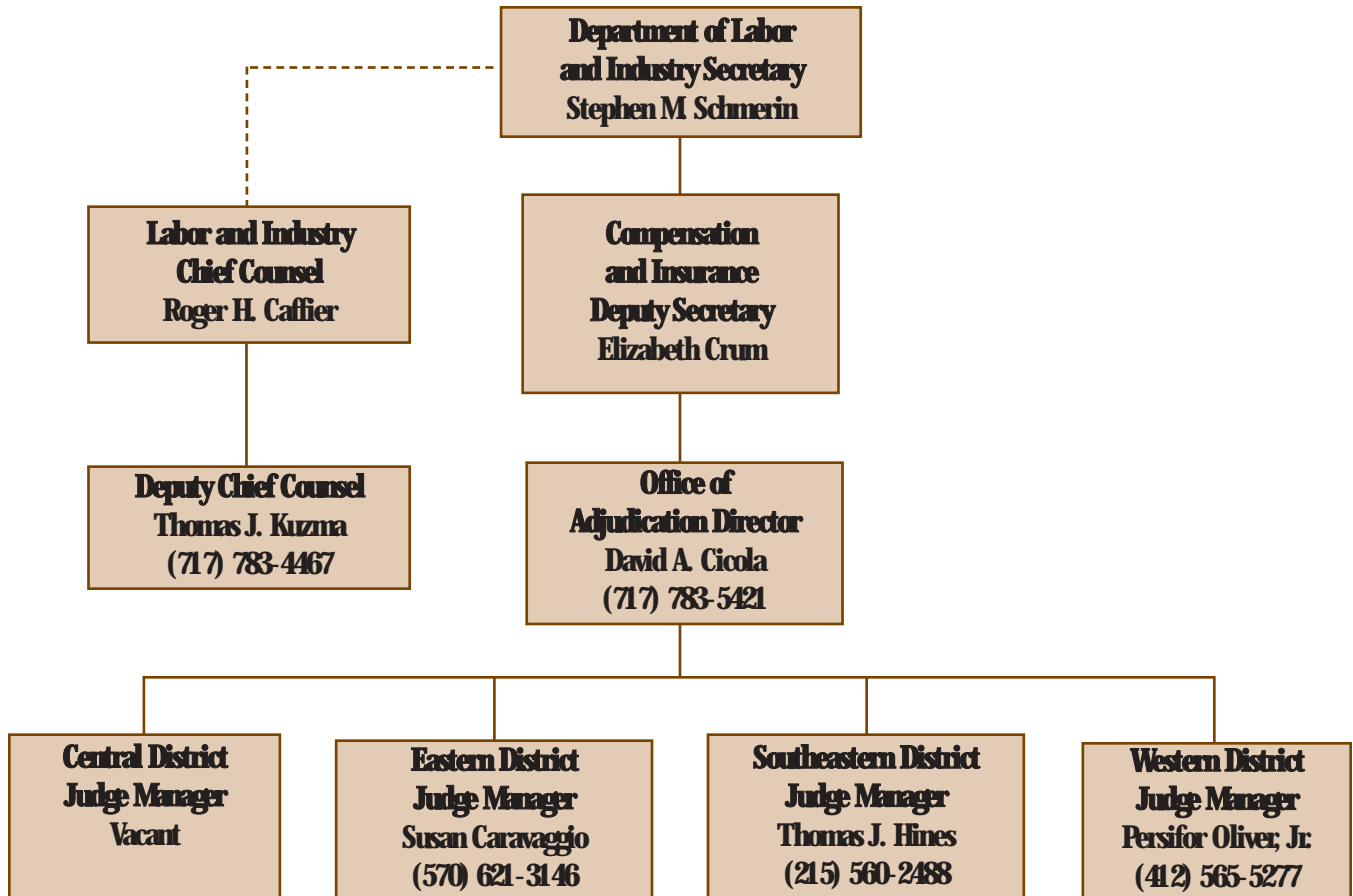 Department of Labor
and Industry Secretary
Stephen M. Schmerin
Labor and Industry
Chief Counsel
Roger H. Caffier
Compensation
and Insurance
Deputy Secretary
Elizabeth Crum
Deputy Chief Counsel
Thomas J. Kuzma
(717) 783-4467
Office of
Adjudication Director
David A. Cicola
(717) 783-5421
Central District
Judge Manager
Vacant
Eastern District
Judge Manager
Susan Caravaggio
(570) 621-3146
Southeastern District
Judge Manager
Thomas J. Hines
(215) 560-2488
Western District
Judge Manager
Persifor Oliver, Jr.
(412) 565-5277